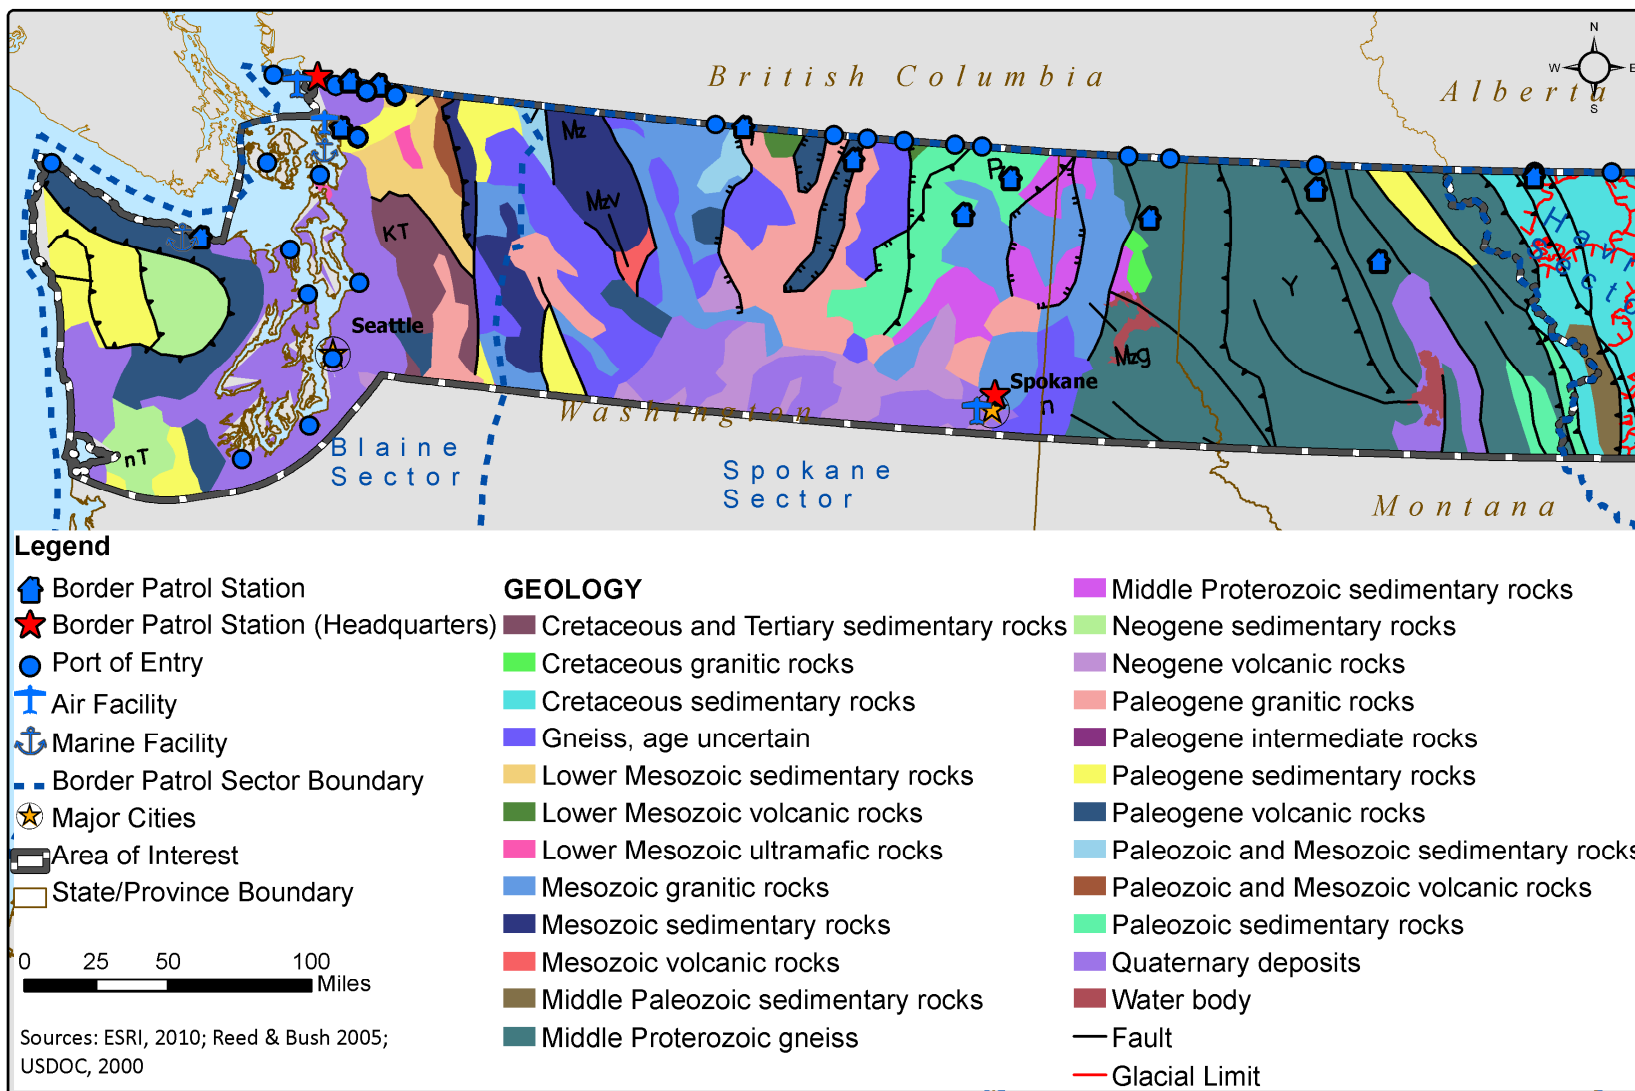 N
W E
S
British Columbia
Alberta
Mz
Mzv
KT
P
Y
Seattle
Mzg
Spokane
n
Washington
nT
Blaine
Sector
Spokane
Sector
Montana
Legend
Border Patrol Station
Border Patrol Station (Headquarters)
Port of Entry
Air Facility
Marine Facility
Border Patrol Sector Boundary
Major Cities
Area of Interest
State/Province Boundary
0 25 50 100
Miles
Sources: ESRI, 2010; Reed & Bush 2005;
USDOC, 2000
GEOLOGY
Cretaceous and Tertiary sedimentary rocks
Cretaceous granitic rocks
Cretaceous sedimentary rocks
Gneiss, age uncertain
Lower Mesozoic sedimentary rocks
Lower Mesozoic volcanic rocks
Lower Mesozoic ultramafic rocks
Mesozoic granitic rocks
Mesozoic sedimentary rocks
Mesozoic volcanic rocks
Middle Paleozoic sedimentary rocks
Middle Proterozoic gneiss
Middle Proterozoic sedimentary rocks
Neogene sedimentary rocks
Neogene volcanic rocks
Paleogene granitic rocks
Paleogene intermediate rocks
Paleogene sedimentary rocks
Paleogene volcanic rocks
Paleozoic and Mesozoic sedimentary rocks
Paleozoic and Mesozoic volcanic rocks
Paleozoic sedimentary rocks
Quaternary deposits
Water body
Fault
Glacial Limit